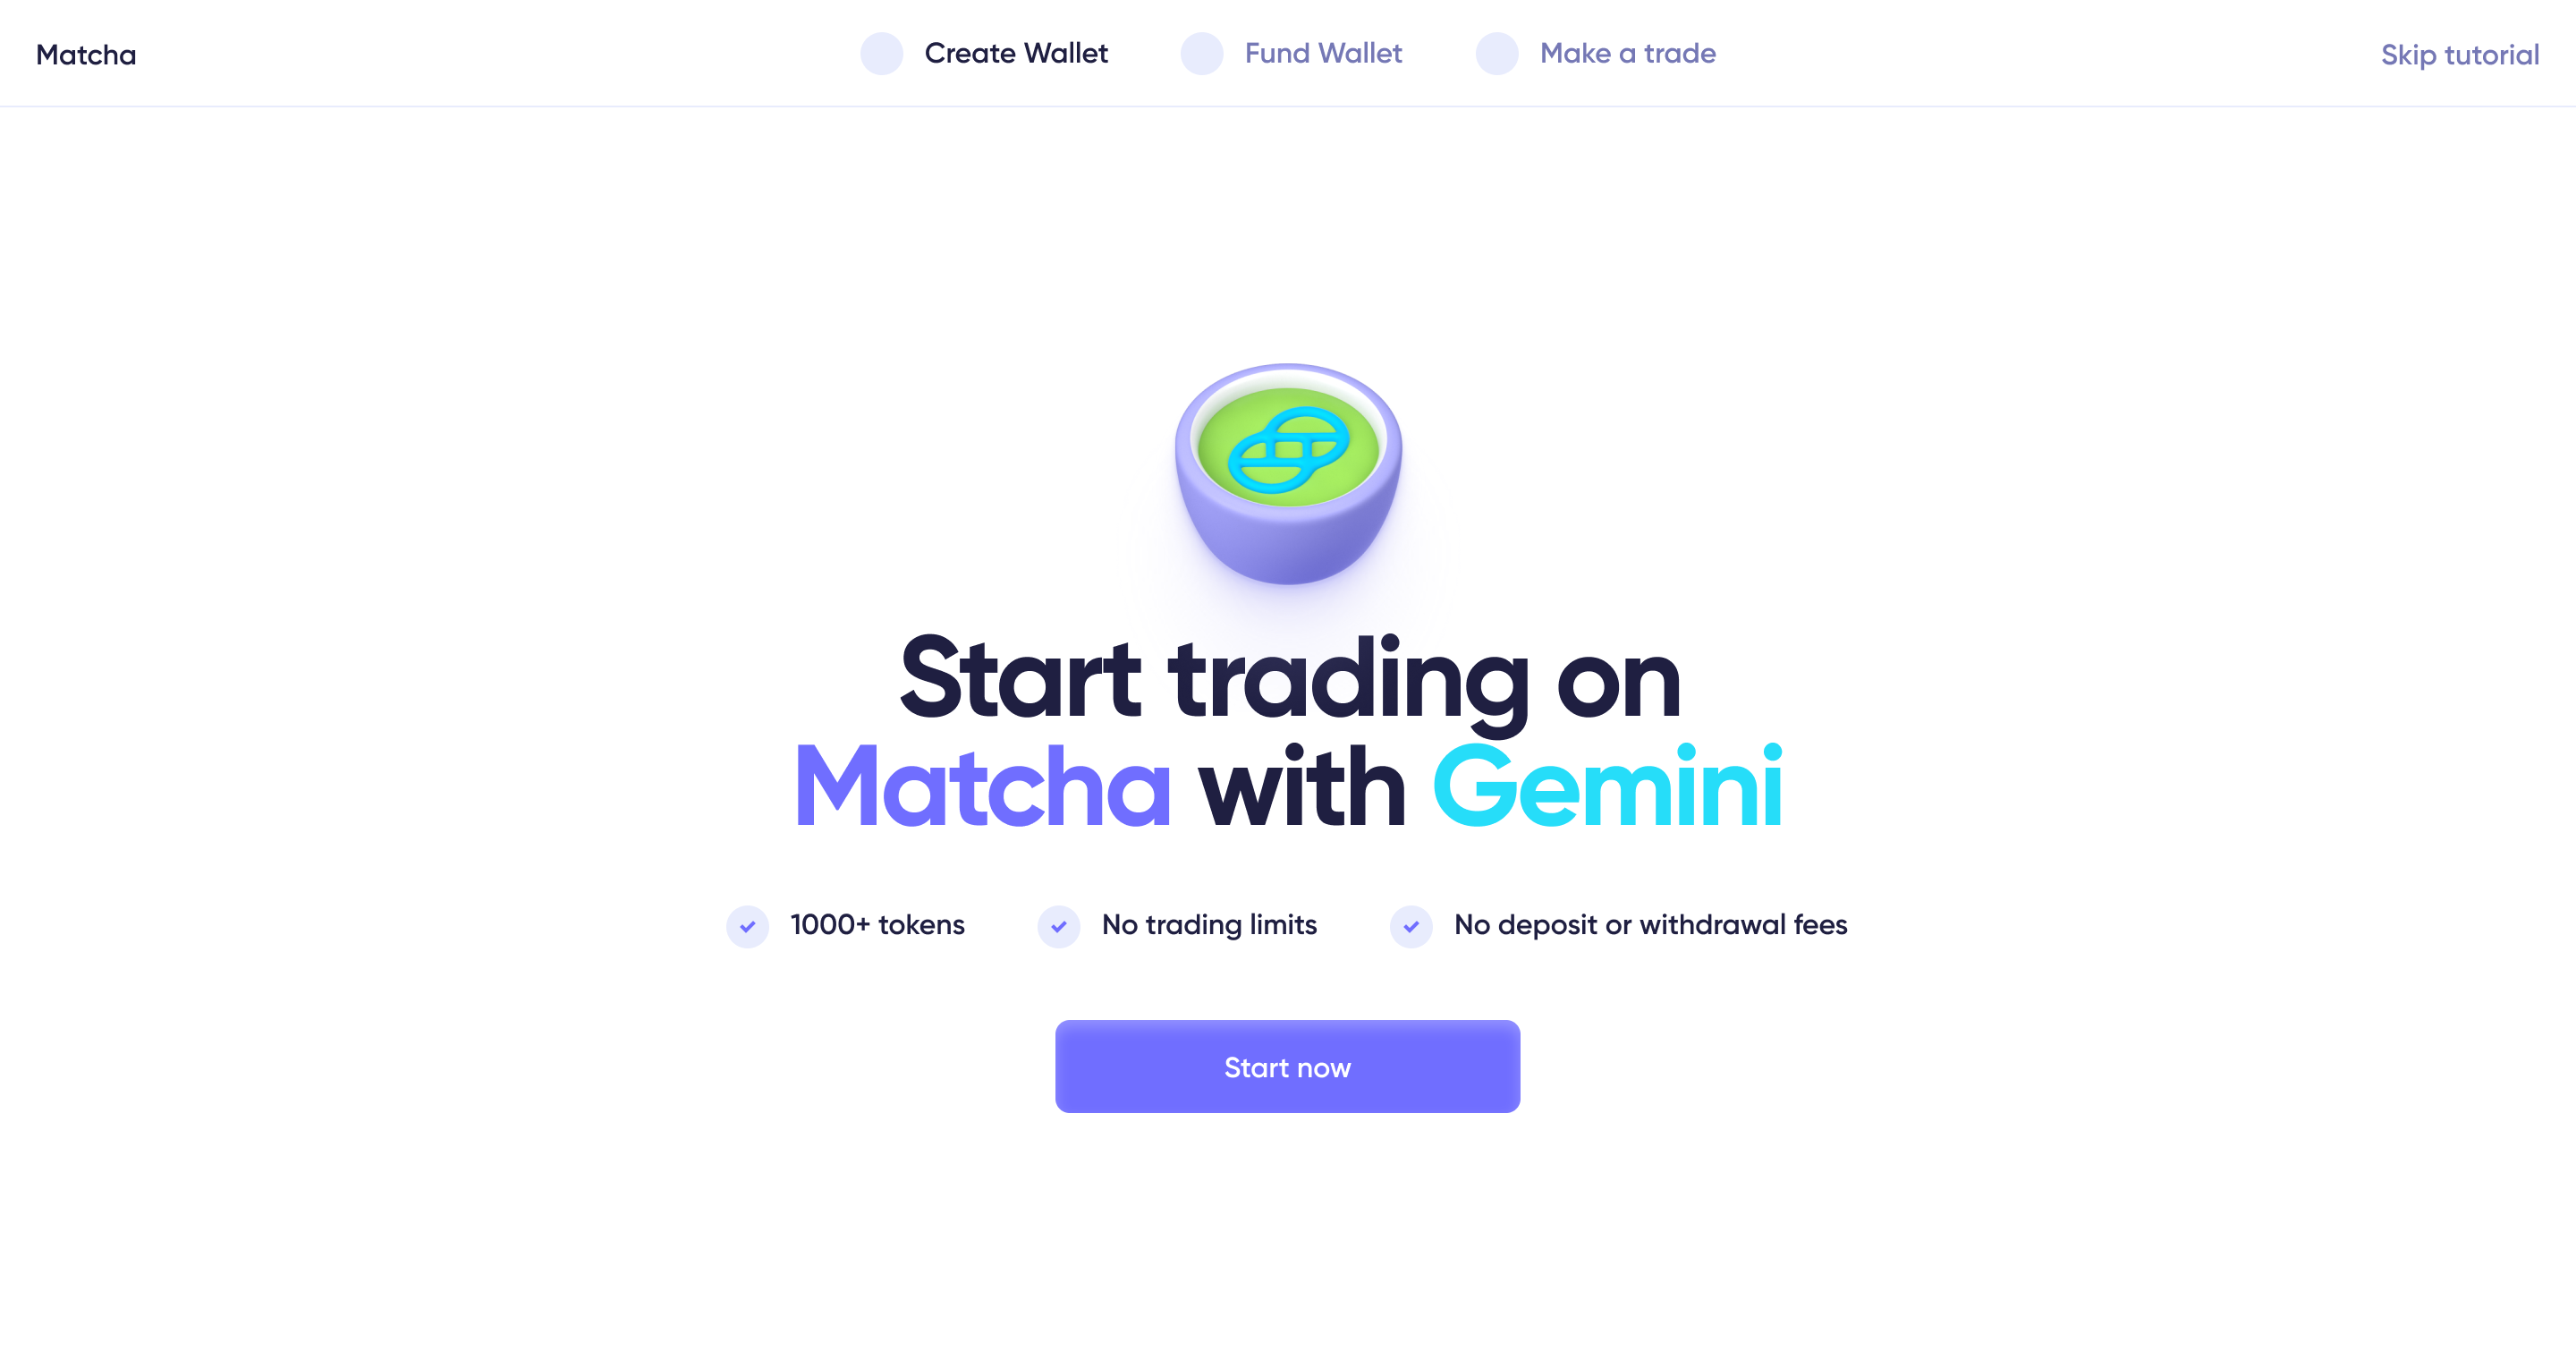 Matcha
Create Wallet
Fund Wallet
Make a trade
Skip tutorial
Start trading on
Matcha with Gemini
1000+ tokens
No trading limits
No deposit or withdrawal fees
Start now